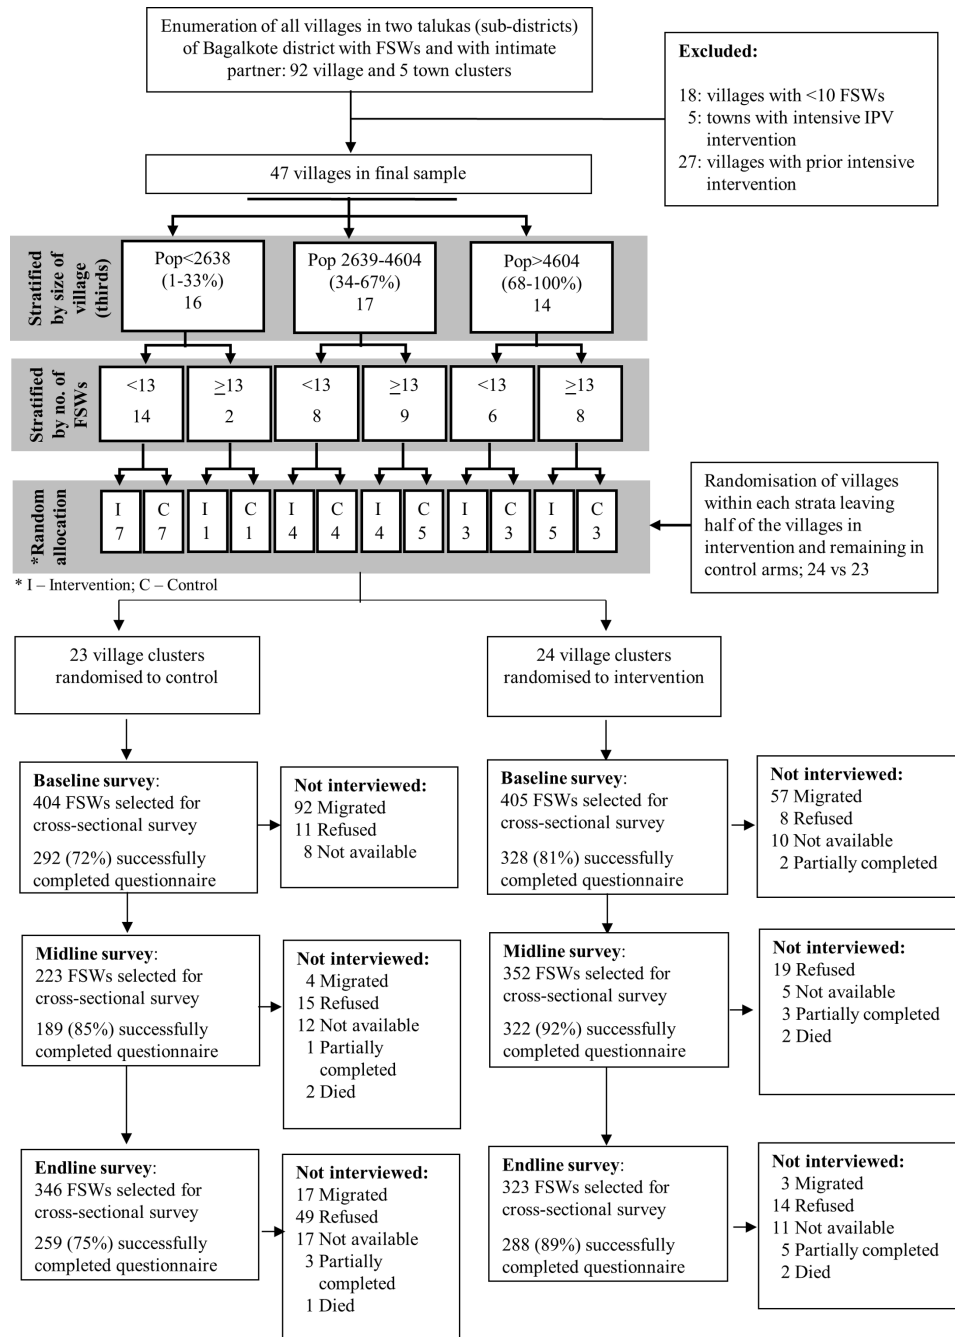 Enumeration of all villages in two talukas (sub-districts)
of Bagalkote district with FSWs and with intimate
partner: 92 village and 5 town clusters
Excluded:
18: villages with <10 FSWs
5: towns with intensive IPV
intervention
27: villages with prior intensive
intervention
47 villages in final sample
Stratified
by size of
village
(thirds)
Pop<2638
(1-33%)
16
Pop 2639-4604
(34-67%)
17
Pop>4604
(68-100%)
14
Stratified
by no. of
FSWs
<13
14
≥13
2
<13
8
≥13
9
<13
6
≥13
8
*Random
allocation
I
7
C
7
I
1
C
1
I
4
C
4
I
4
C
5
I
3
C
3
I
5
C
3
Randomisation of villages
within each strata leaving
half of the villages in
intervention and remaining in
control arms; 24 vs 23
* I – Intervention; C – Control
23 village clusters
randomised to control
24 village clusters
randomised to intervention
Baseline survey:
404 FSWs selected for
cross-sectional survey
292 (72%) successfully
completed questionnaire
Not interviewed:
92 Migrated
11 Refused
8 Not available
Baseline survey:
405 FSWs selected for
cross-sectional survey
328 (81%) successfully
completed questionnaire
Not interviewed:
57 Migrated
8 Refused
10 Not available
2 Partially completed
Midline survey:
223 FSWs selected for
cross-sectional survey
189 (85%) successfully
completed questionnaire
Not interviewed:
4 Migrated
15 Refused
12 Not available
1 Partially
completed
2 Died
Midline survey:
352 FSWs selected for
cross-sectional survey
322 (92%) successfully
completed questionnaire
Not interviewed:
19 Refused
5 Not available
3 Partially completed
2 Died
Endline survey:
346 FSWs selected for
cross-sectional survey
259 (75%) successfully
completed questionnaire
Not interviewed:
17 Migrated
49 Refused
17 Not available
3 Partially
completed
1 Died
Endline survey:
323 FSWs selected for
cross-sectional survey
288 (89%) successfully
completed questionnaire
Not interviewed:
3 Migrated
14 Refused
11 Not available
5 Partially completed
2 Died